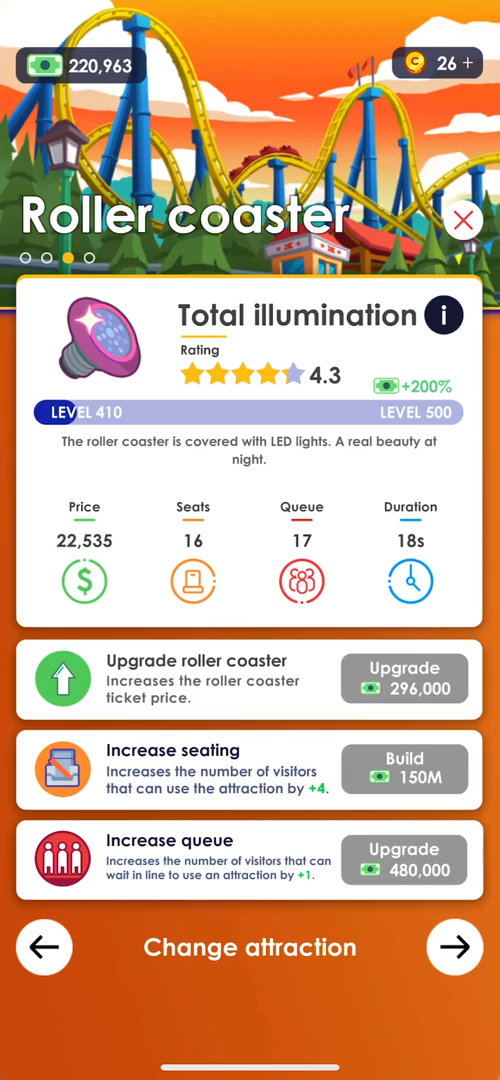 220,963
C 26 +
Roller coaster
Total illumination i
Rating
4.3
+200%
LEVEL 410 LEVEL 500
The roller coaster is covered with LED lights. A real beauty at
night.
Price Seats Queue Duration
22,535 16 17 18s
$
Upgrade roller coaster
Increases the roller coaster
ticket price.
Upgrade
296,000
Increase seating
Increases the number of visitors
that can use the attraction by +4.
Build
150M
Increase queue
Increases the number of visitors that can
wait in line to use an attraction by +1.
Upgrade
480,000
Change attraction